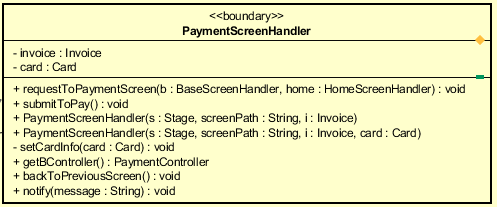 <<boundary>>
PaymentScreenHandler
- invoice : Invoice
- card : Card
+ requestToPaymentScreen(b : BaseScreenHandler, home : HomeScreenHandler) : void
+ submitToPay() : void
+ PaymentScreenHandler(s : Stage, screenPath : String, i : Invoice)
+ PaymentScreenHandler(s : Stage, screenPath : String, i : Invoice, card : Card)
- setCardInfo(card : Card) : void
+ getBController() : PaymentController
+ backToPreviousScreen() : void
+ notify(message : String) : void